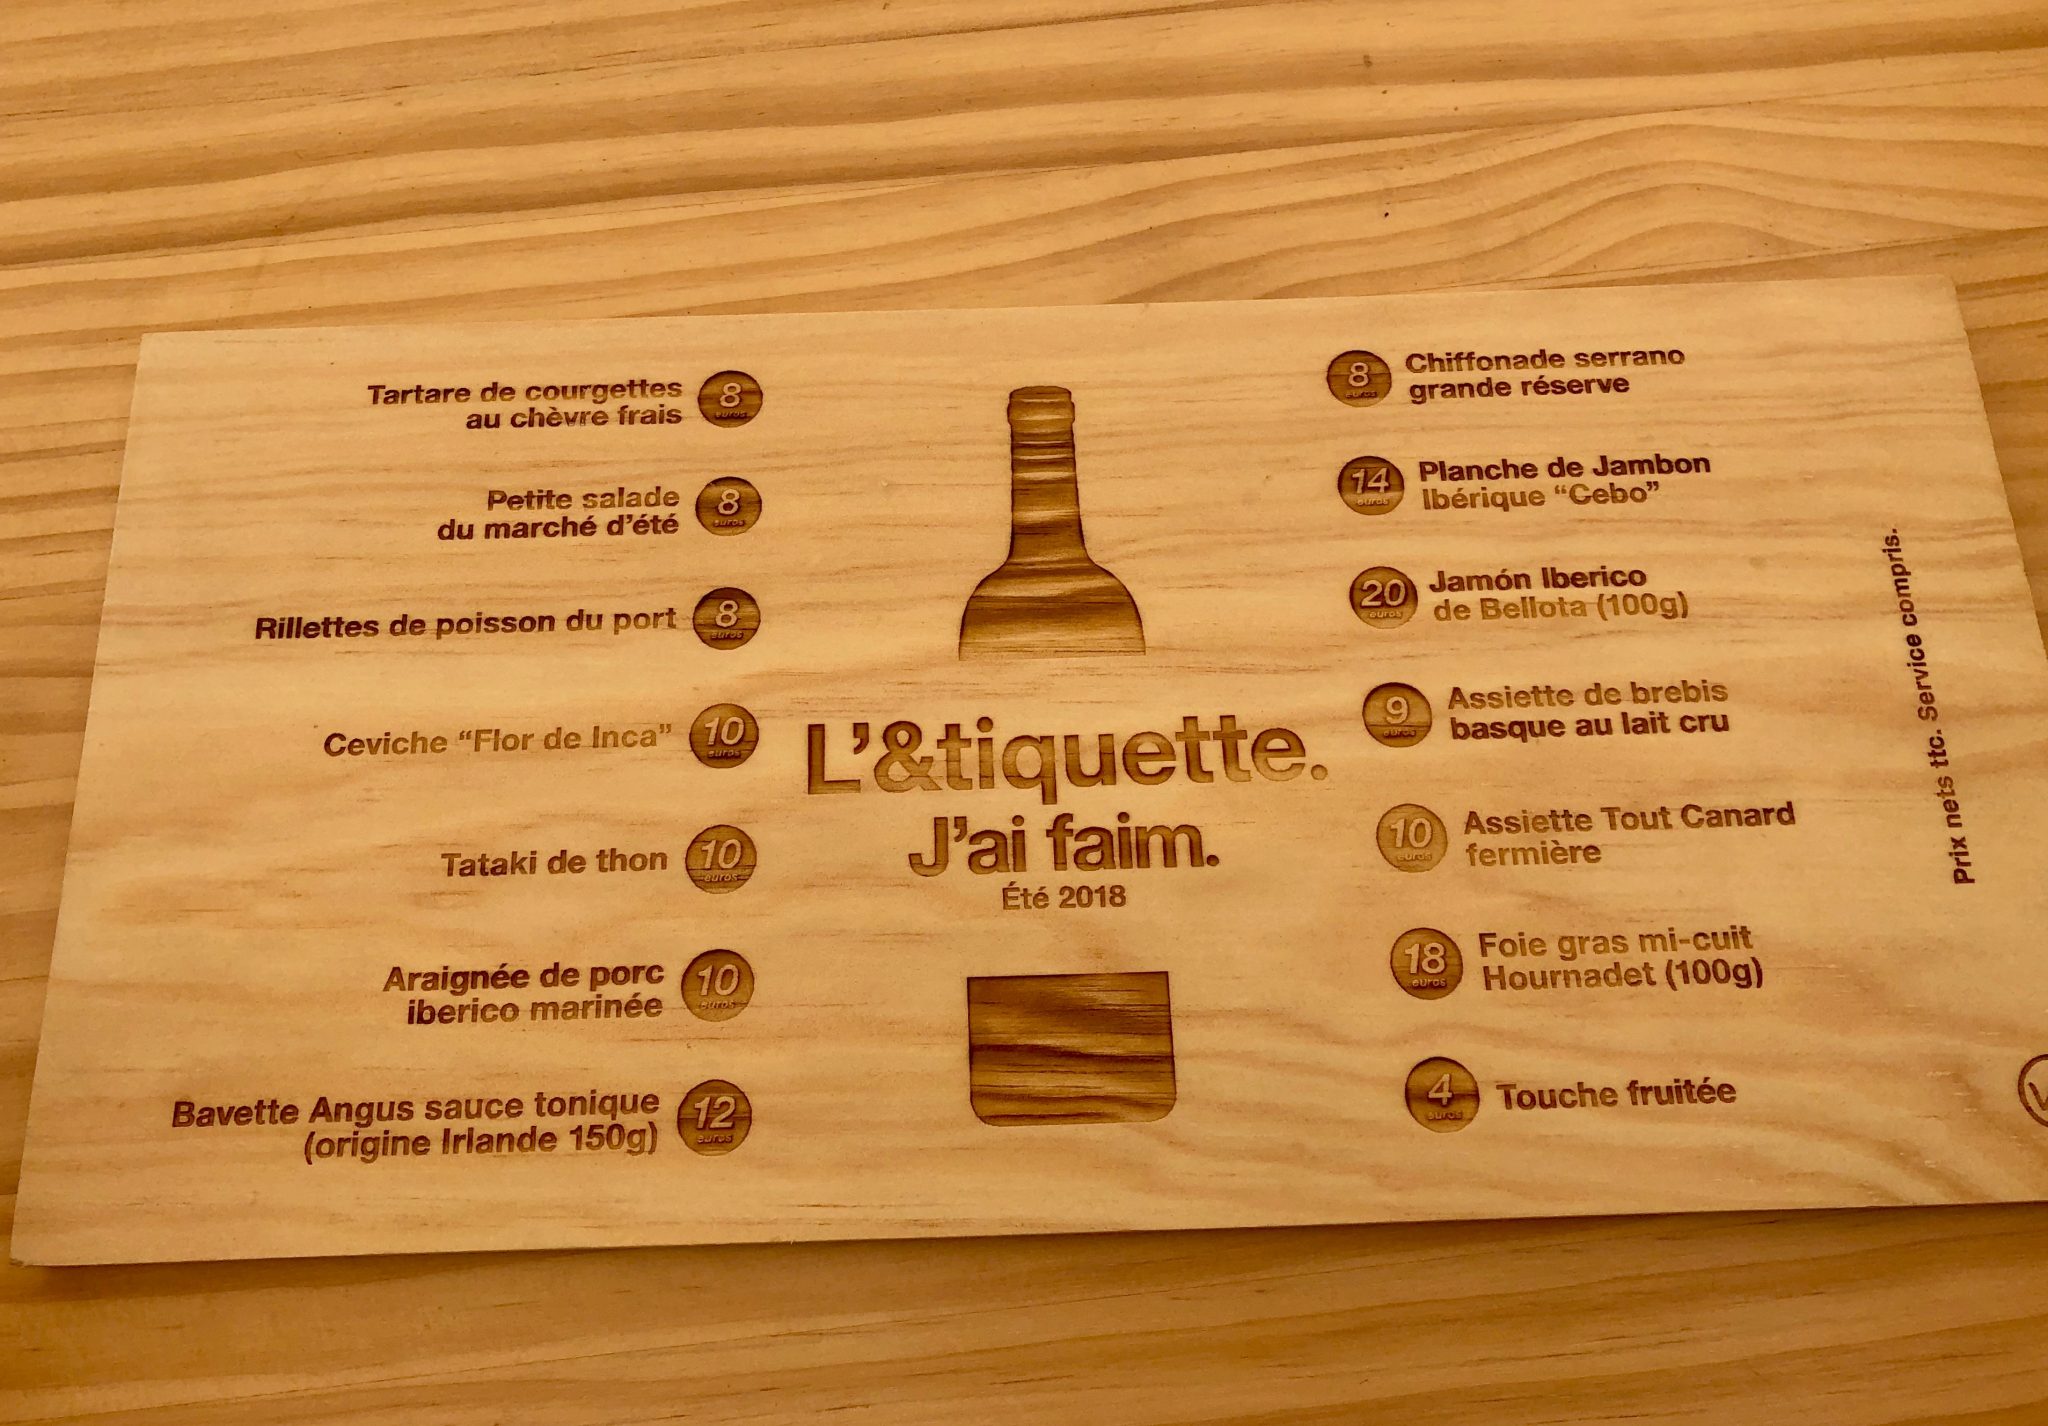 Tartare de courgettes
au chèvre frais
8
euros
Petite salade
du marché d'été
8
euros
Rillettes de poisson du port
8
euros
Ceviche “Flor de Inca”
10
euros
Tataki de thon
10
euros
Araignée de porc
iberico marinée
10
euros
Bavette Angus sauce tonique
(origine Irlande 150g)
12
euros
L'&tiquette.
J'ai faim.
Été 2018
8
euros
Chiffonade serrano
grande réserve
14
euros
Planche de Jambon
Ibérique “Cebo”
20
euros
Jamón Iberico
de Bellota (100g)
9
euros
Assiette de brebis
basque au lait cru
10
euros
Assiette Tout Canard
fermière
18
euros
Foie gras mi-cuit
Hournadet (100g)
4
euros
Touche fruitée
Prix nets ttc. Service compris.